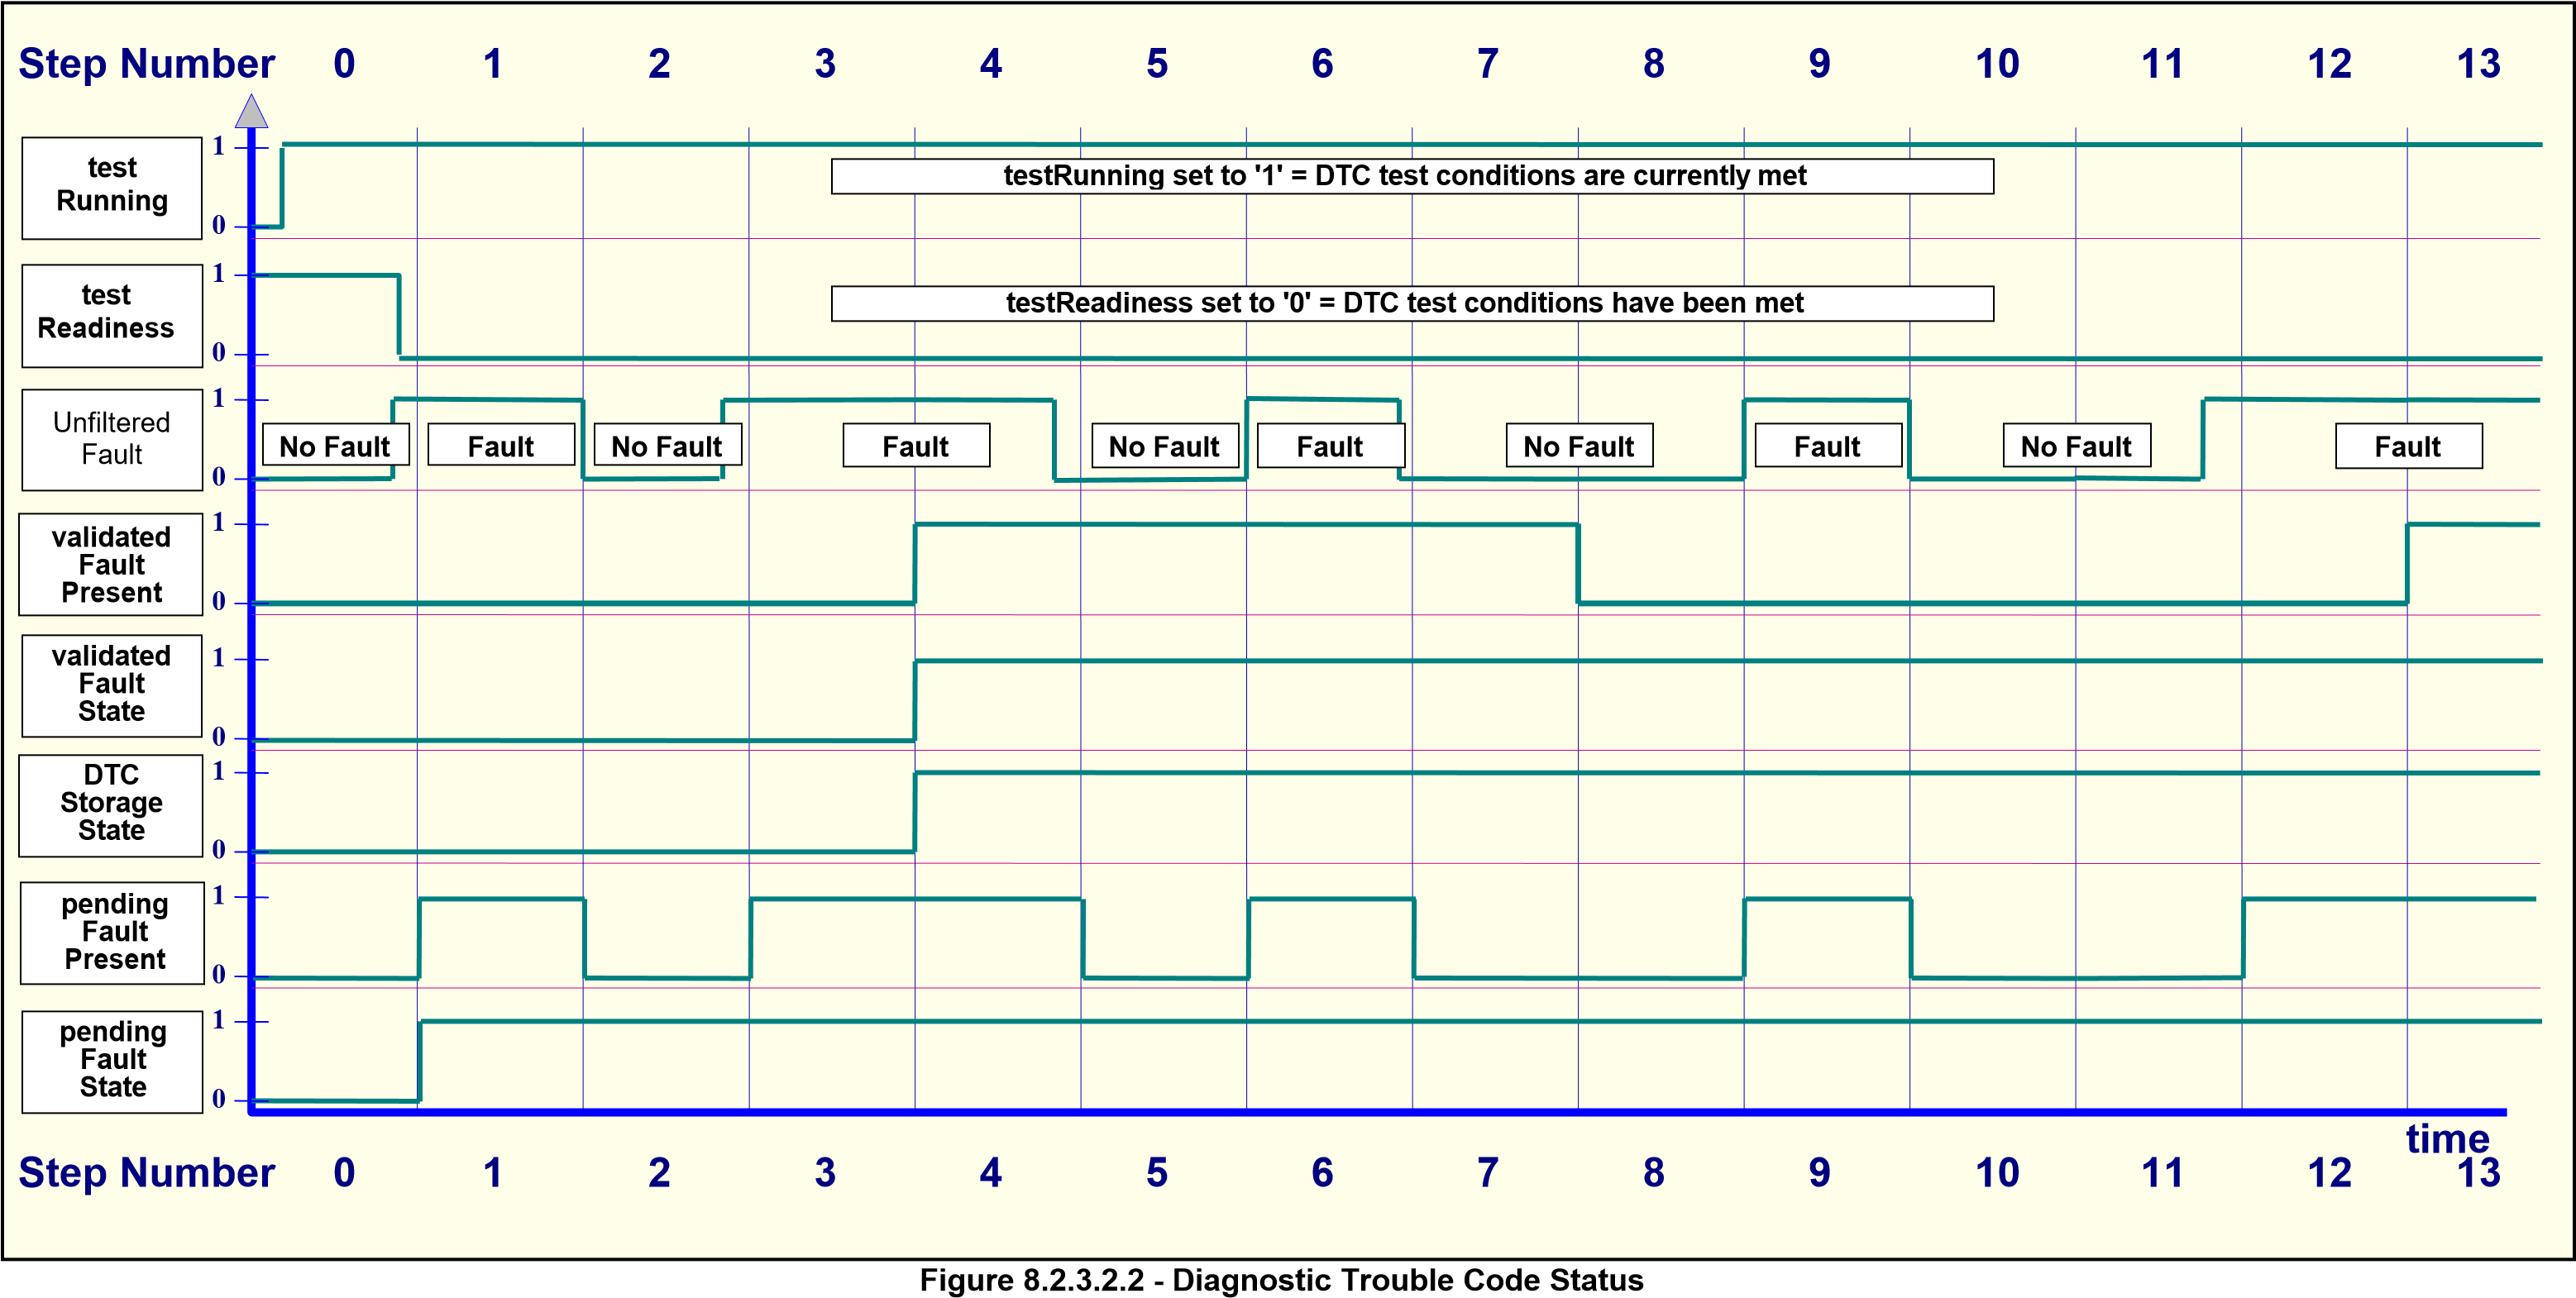 Step Number 0 1 2 3 4 5 6 7 8 9 10 11 12 13
test
Running
1
0
testRunning set to '1' = DTC test conditions are currently met
test
Readiness
1
0
testReadiness set to '0' = DTC test conditions have been met
Unfiltered
Fault
1
0
No Fault Fault No Fault Fault No Fault Fault No Fault Fault No Fault Fault
validated
Fault
Present
1
0
validated
Fault
State
1
0
DTC
Storage
State
1
0
pending
Fault
Present
1
0
pending
Fault
State
1
0
time
Step Number 0 1 2 3 4 5 6 7 8 9 10 11 12 13
Figure 8.2.3.2.2 - Diagnostic Trouble Code Status